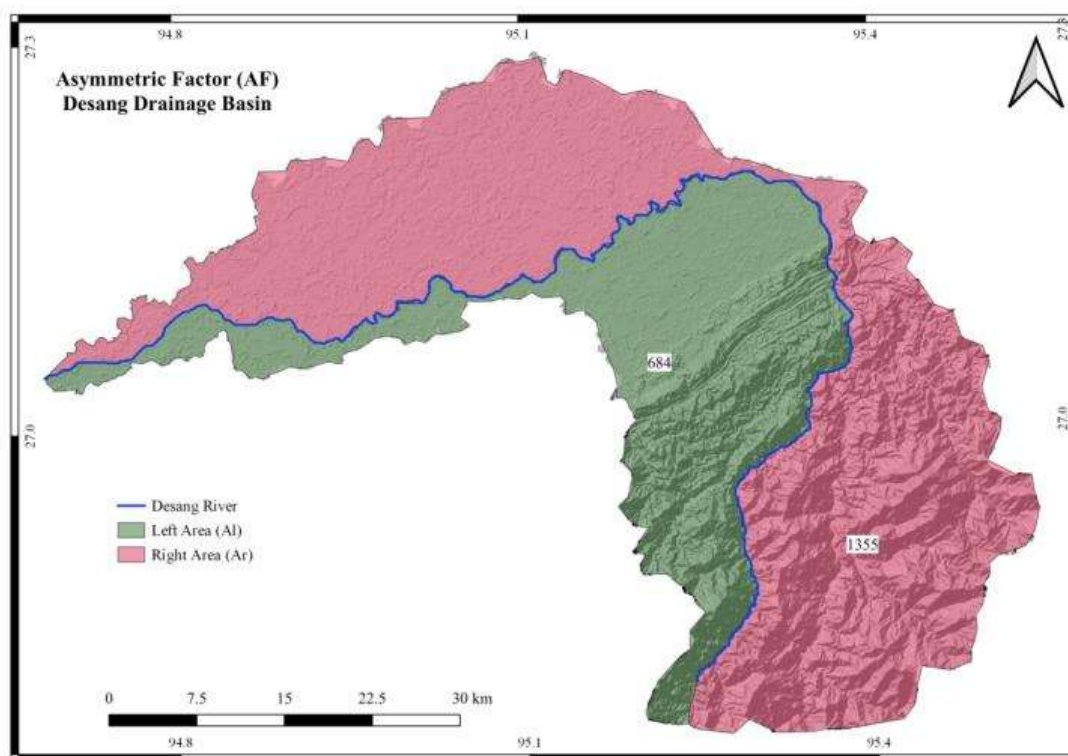 94.8
95.1
95.4
27.3
27.3
Asymmetric Factor (AF)
Desang Drainage Basin
684
27.0
27.0
Desang River
Left Area (Al)
Right Area (Ar)
1355
0
7.5
15
22.5
30 km
94.8
95.1
95.4